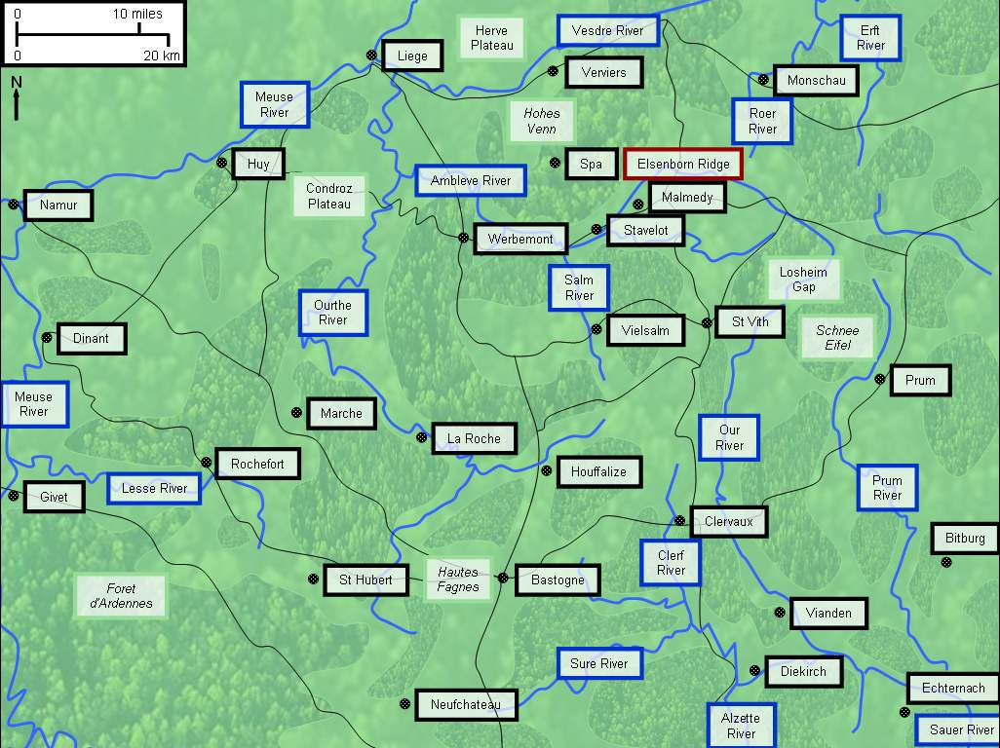 0 10 miles
0 20 km
N
Herve
Plateau
Vesdre River
Erft
River
Liege
Verviers
Monschau
Meuse
River
Hohes
Venn
Roer
River
Huy
Spa
Elsenborn Ridge
Condroz
Plateau
Ambleve River
Malmedy
Namur
Werbemont
Stavelot
Losheim
Gap
Salm
River
Ourthe
River
Vielsalm
St Vith
Schnee
Eifel
Dinant
Prum
Meuse
River
Marche
La Roche
Our
River
Rochefort
Houffalize
Lesse River
Prum
River
Givet
Clervaux
Bitburg
Clerf
River
Foret
d'Ardennes
St Hubert
Hautes
Fagnes
Bastogne
Vianden
Sure River
Diekirch
Echternach
Neufchateau
Alzette
River
Sauer River